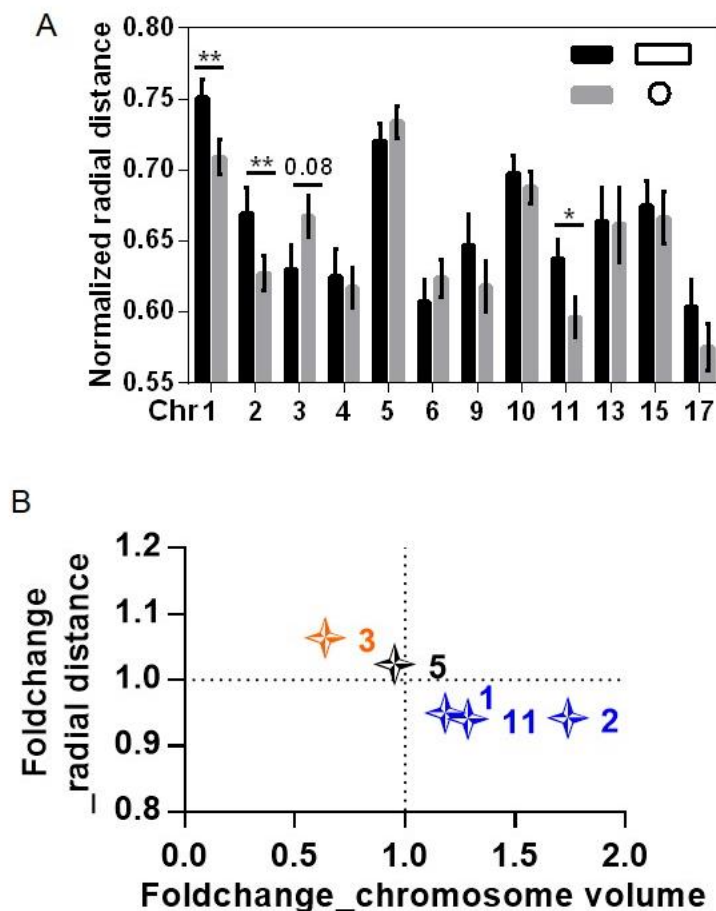 A
Normalized radial distance
0.80
0.75
0.70
0.65
0.60
0.55
**
**
0.08
*
Chr 1 2 3 4 5 6 9 10 11 13 15 17
B
Foldchange
_radial distance
1.2
1.1
1.0
0.9
0.8
3
5
1
11
2
0.0 0.5 1.0 1.5 2.0
Foldchange_chromosome volume